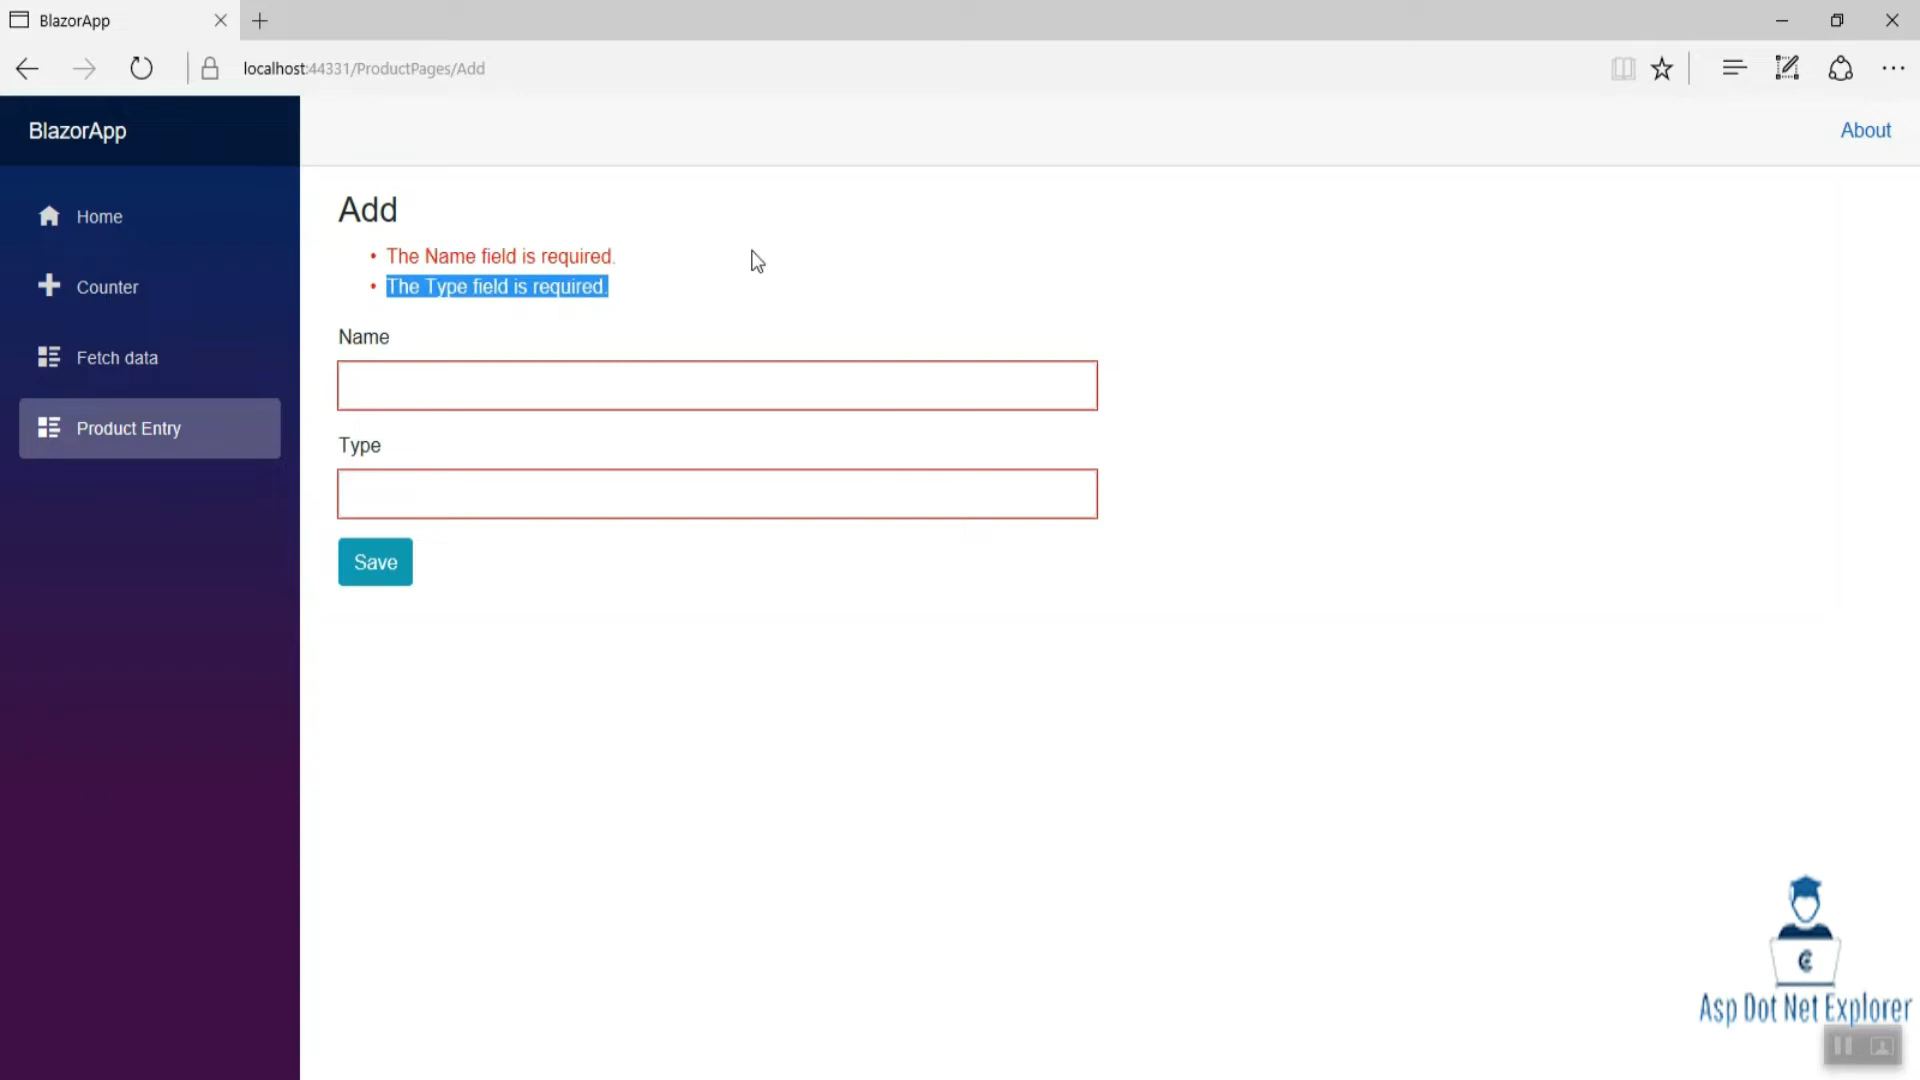 BlazorApp
localhost:44331/ProductPages/Add
BlazorApp
About
Home
Counter
Fetch data
Product Entry
Add
The Name field is required.
The Type field is required.
Name
Type
Save
Asp Dot Net Explorer